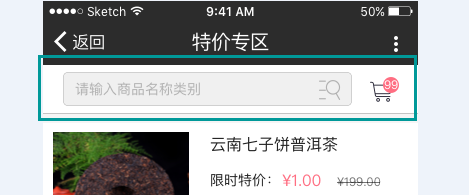 Sketch 9:41 AM 50%
返回 特价专区
请输入商品名称类别 99
云南七子饼普洱茶
限时特价: ¥1.00 ¥199.00